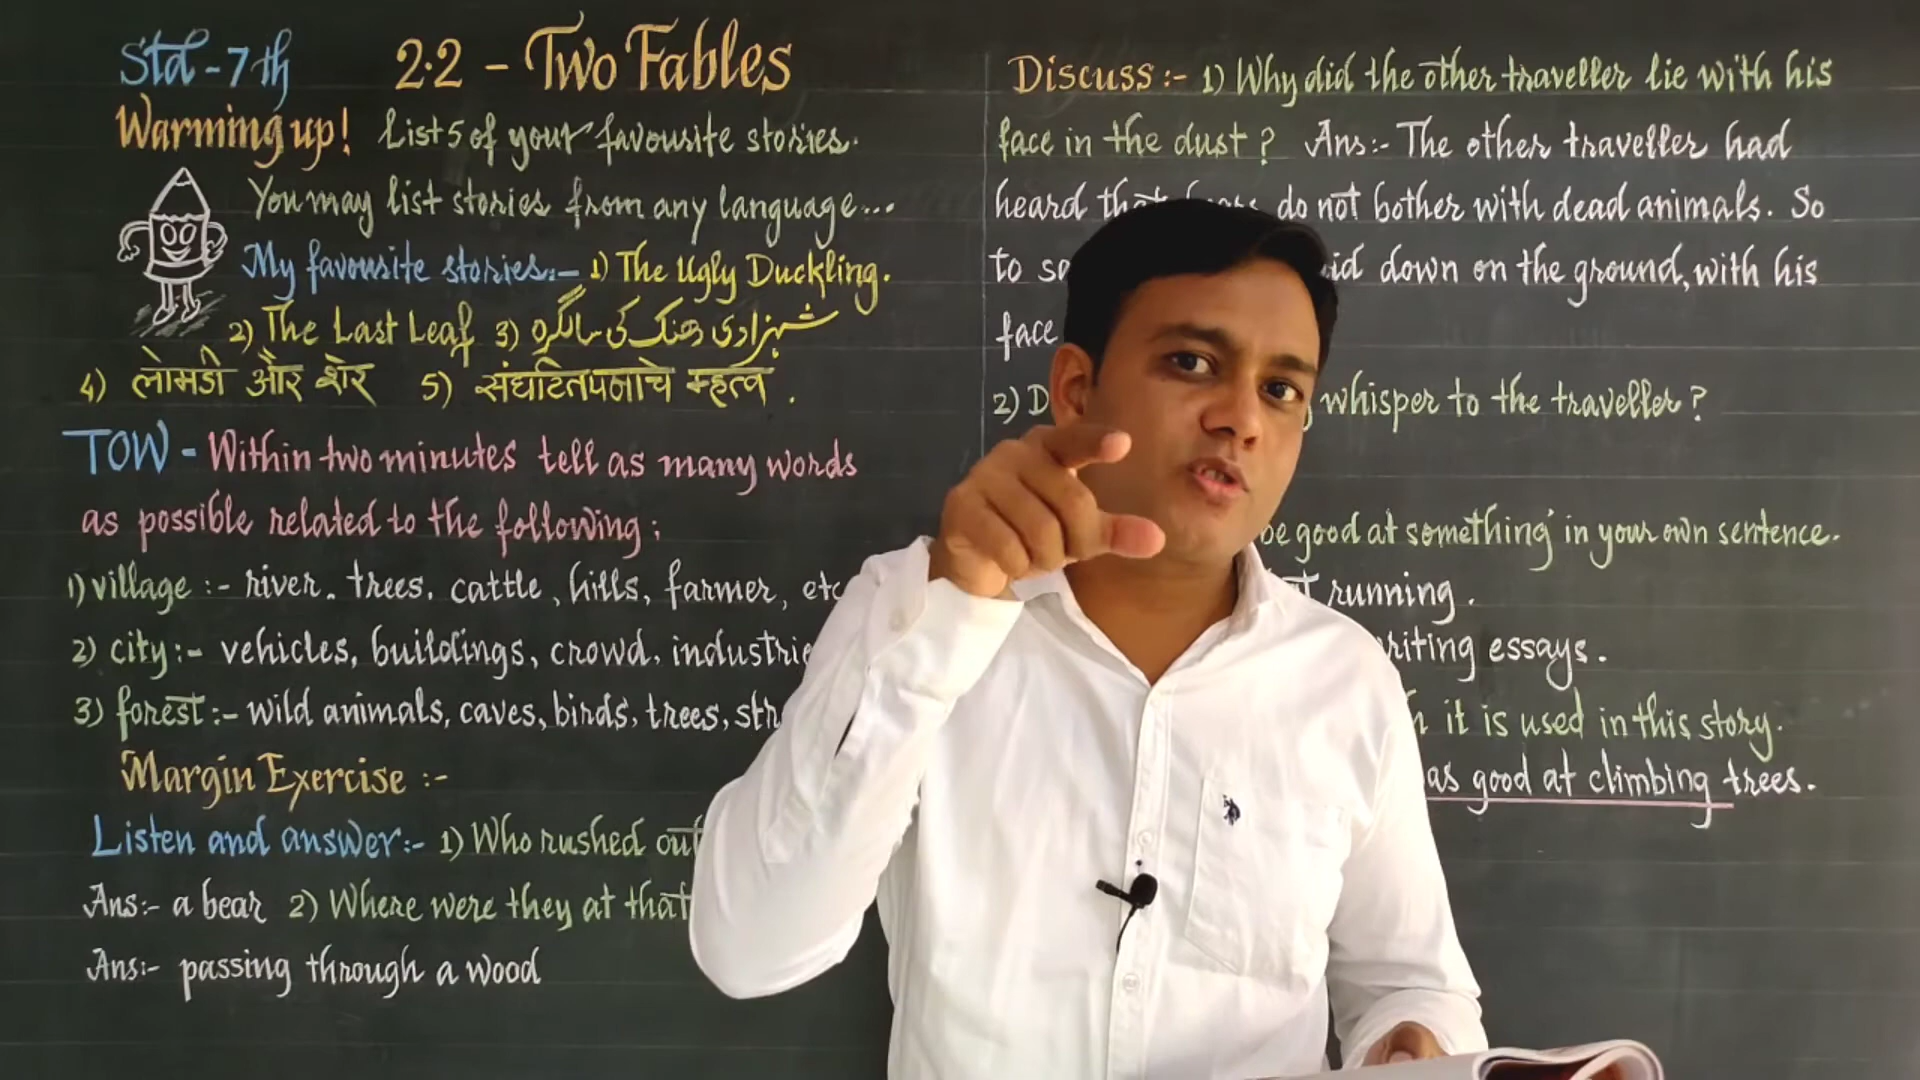 Std - 7th 2.2 - Two Fables
Warming up! List 5 of your favourite stories.
You may list stories from any language...
My favourite stories:- 1) The Ugly Duckling.
2) The Last Leaf 3) شہزادی دھنک کی سالگرہ
4) लोमडी और शेर 5) संघटितपणाचे म्हत्व.
TOW - Within two minutes tell as many words
as possible related to the following:
1) village :- river. trees. cattle, hills, farmer, etc
2) city:- vehicles, buildings, crowd, industrie
3) forest:- wild animals, caves, birds, trees, str
Margin Exercise :-
Listen and answer:- 1) Who rushed out
Ans:- a bear 2) Where were they at that
Ans:- passing through a wood
Discuss :- 1) Why did the other traveller lie with his
face in the dust? Ans:- The other traveller had
heard that do not bother with dead animals. So
to down on the ground, with his
face
2) whisper to the traveller?
be good at something' in your own sentence.
running.
essays.
it is used in this story.
as good at climbing trees.